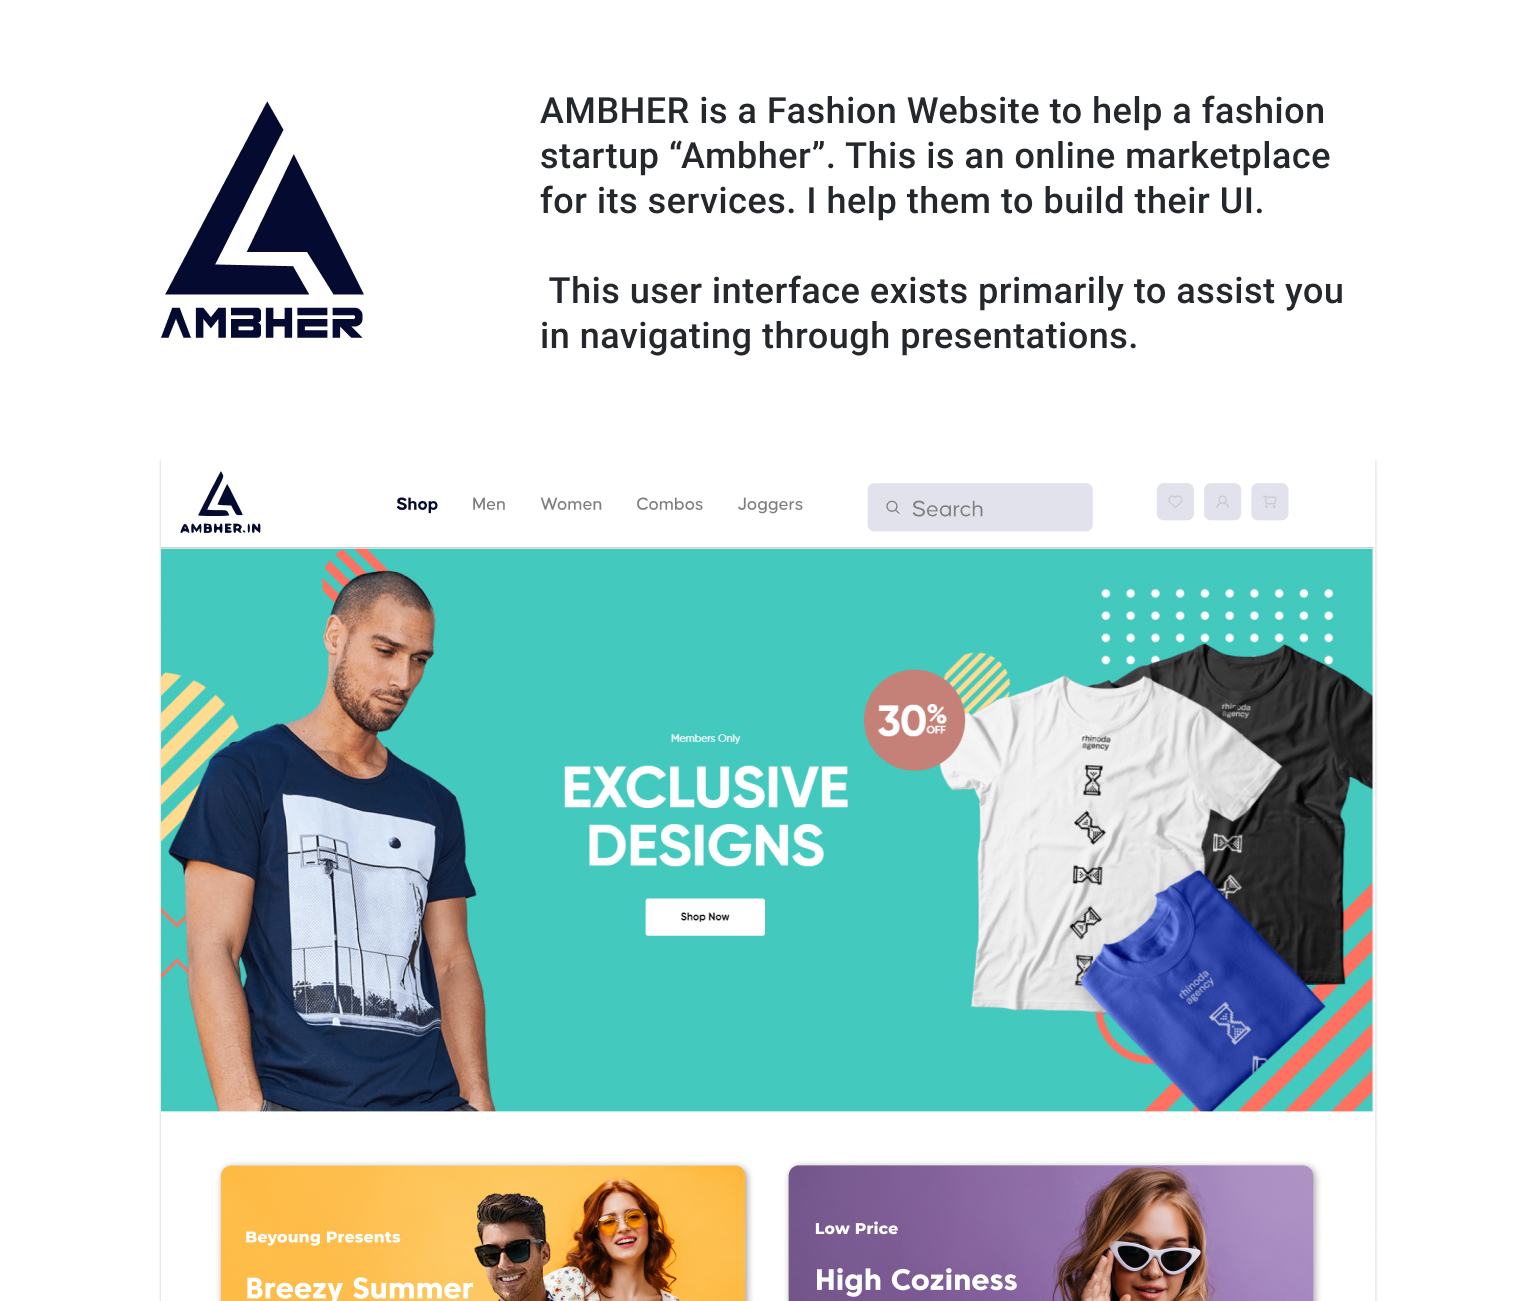 AMBHER
AMBHER is a Fashion Website to help a fashion
startup “Ambher”. This is an online marketplace
for its services. I help them to build their UI.
This user interface exists primarily to assist you
in navigating through presentations.
AMBHER.IN
Shop Men Women Combos Joggers
Search
30% OFF
Members Only
EXCLUSIVE
DESIGNS
Shop Now
rhinoda
agency
rhinoda
agency
rhinoda
agency
Beyoung Presents
Breezy Summer
Low Price
High Coziness